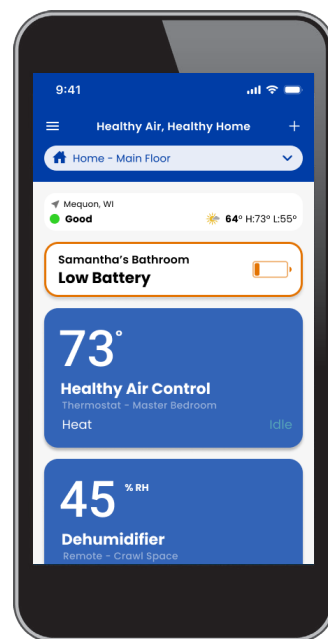 9:41
Healthy Air, Healthy Home
Home - Main Floor
Mequon, WI
Good 64° H:73° L:55°
Samantha's Bathroom
Low Battery
73°
Healthy Air Control
Thermostat - Master Bedroom
Heat Idle
45 % RH
Dehumidifier
Remote - Crawl Space